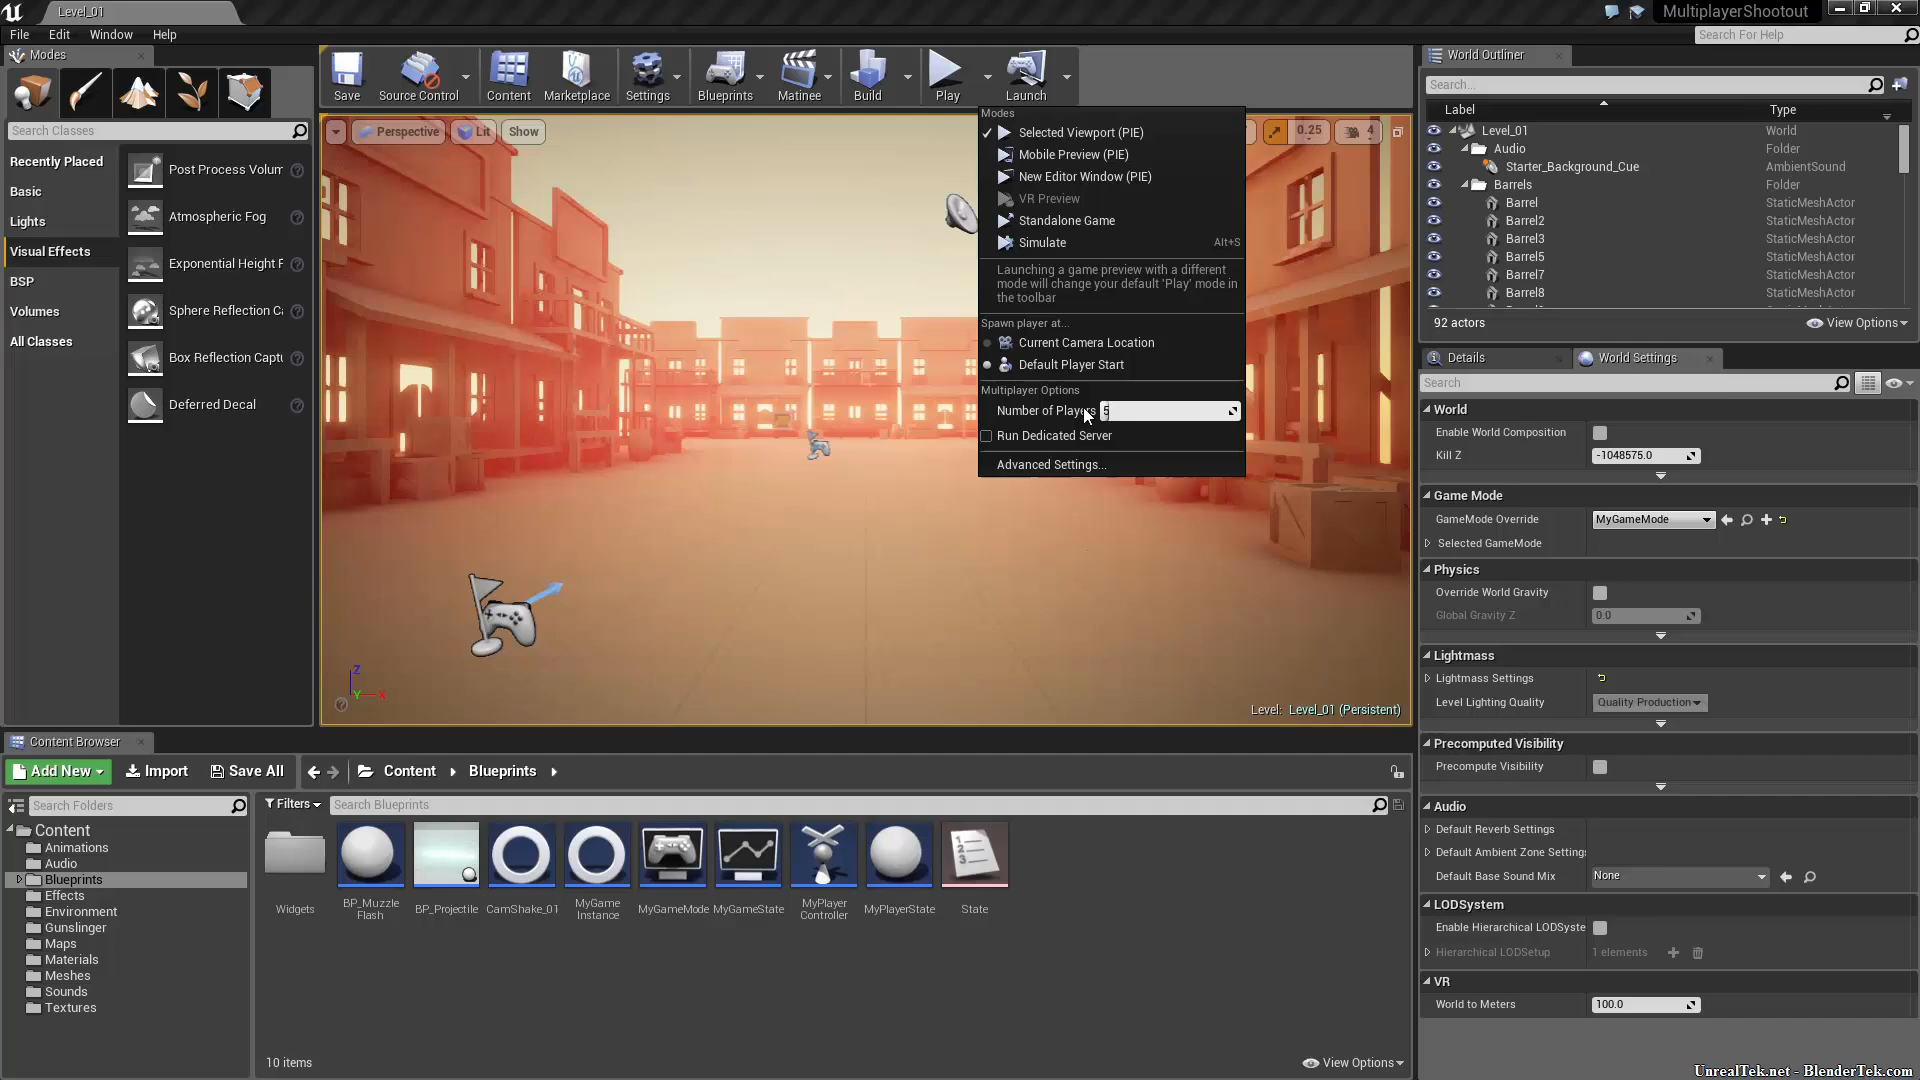 Level_01
MultiplayerShootout
File Edit Window Help
Search For Help
Modes
Save
Source Control
Content
Marketplace
Settings
Blueprints
Matinee
Build
Play
Launch
World Outliner
Search...
Label Type
Level_01 World
Audio Folder
Starter_Background_Cue AmbientSound
Barrels Folder
Barrel StaticMeshActor
Barrel2 StaticMeshActor
Barrel3 StaticMeshActor
Barrel5 StaticMeshActor
Barrel7 StaticMeshActor
Barrel8 StaticMeshActor
92 actors
View Options
Search Classes
Recently Placed
Basic
Lights
Visual Effects
BSP
Volumes
All Classes
Post Process Volum
Atmospheric Fog
Exponential Height F
Sphere Reflection Ca
Box Reflection Captu
Deferred Decal
Perspective Lit Show
0.25 4
Modes
Selected Viewport (PIE)
Mobile Preview (PIE)
New Editor Window (PIE)
VR Preview
Standalone Game
Simulate Alt+S
Launching a game preview with a different
mode will change your default 'Play' mode in
the toolbar
Spawn player at...
Current Camera Location
Default Player Start
Multiplayer Options
Number of Players 5
Run Dedicated Server
Advanced Settings...
Z
Y X
Level: Level_01 (Persistent)
Details
World Settings
Search
World
Enable World Composition
Kill Z -1048575.0
Game Mode
GameMode Override MyGameMode
Selected GameMode
Physics
Override World Gravity
Global Gravity Z 0.0
Lightmass
Lightmass Settings
Level Lighting Quality Quality Production
Precomputed Visibility
Precompute Visibility
Audio
Default Reverb Settings
Default Ambient Zone Settings
Default Base Sound Mix None
LODSystem
Enable Hierarchical LODSyste
Hierarchical LODSetup 1 elements
VR
World to Meters 100.0
Content Browser
Add New Import Save All Content Blueprints
Search Folders
Filters Search Blueprints
Content
Animations
Audio
Blueprints
Effects
Environment
Gunslinger
Maps
Materials
Meshes
Sounds
Textures
Widgets
BP_Muzzle
Flash
BP_Projectile
CamShake_01
MyGame
Instance
MyGameMode
MyGameState
MyPlayer
Controller
MyPlayerState
State
10 items
View Options
UnrealTek.net - BlenderTek.com